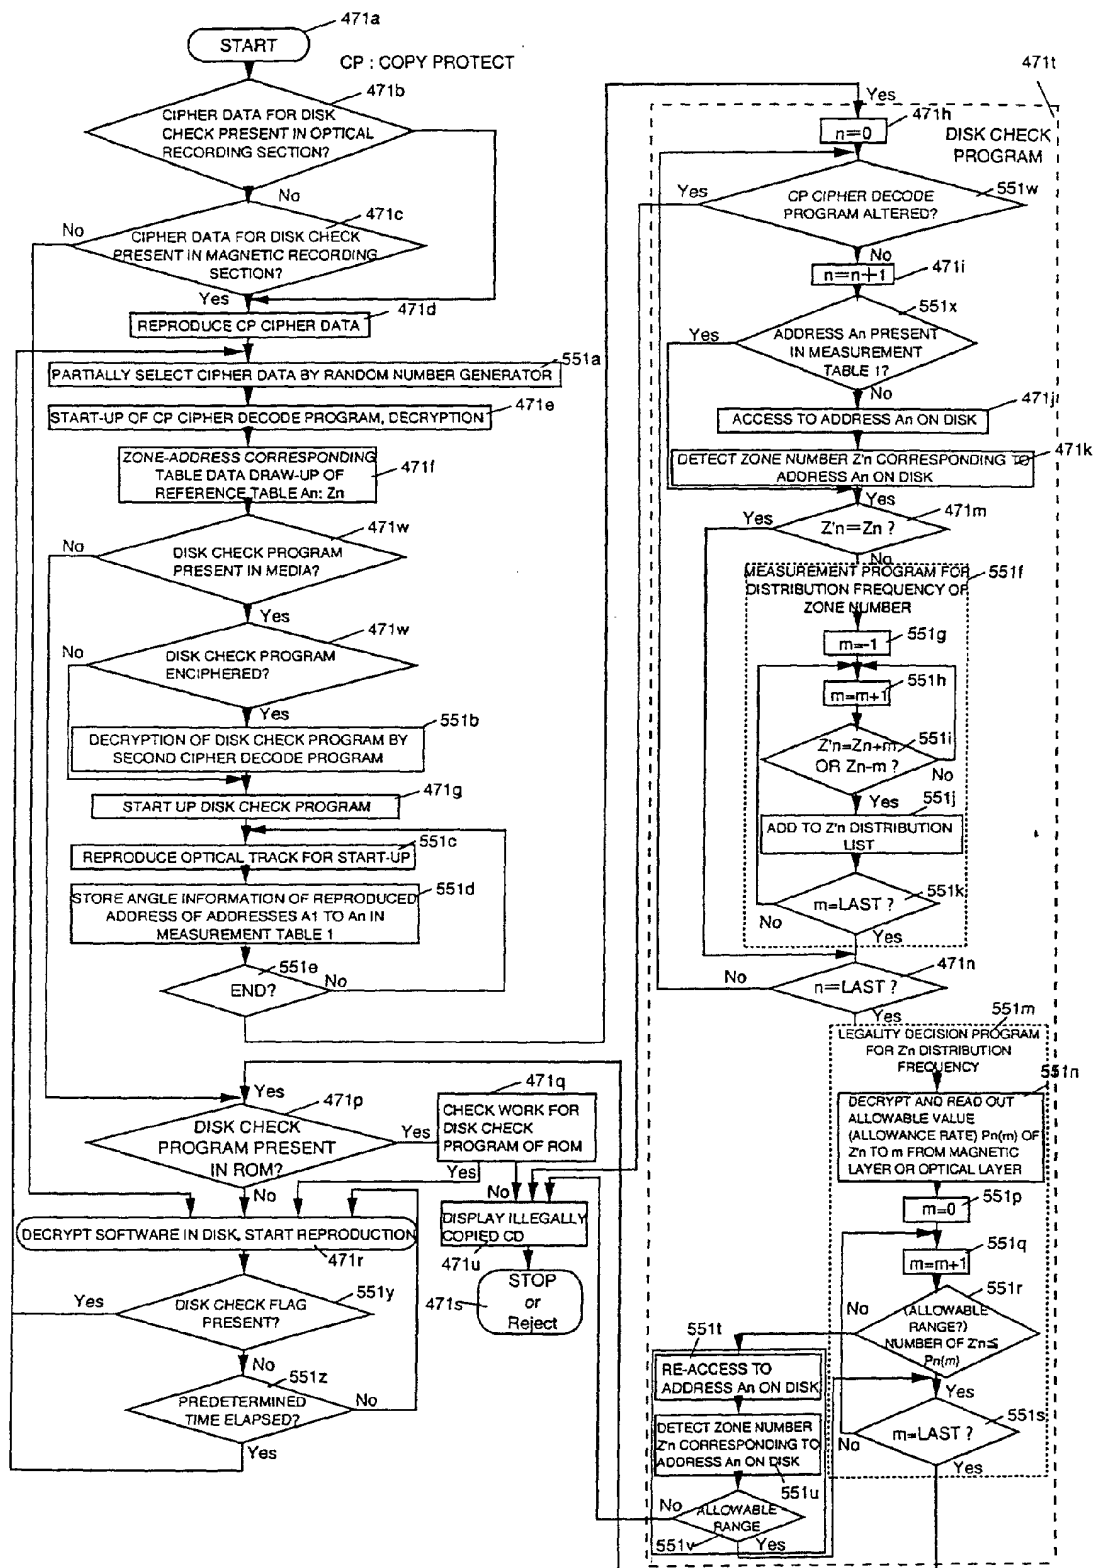 START
471a
CP : COPY PROTECT
471b
CIPHER DATA FOR DISK
CHECK PRESENT IN OPTICAL
RECORDING SECTION?
No
471c
No
CIPHER DATA FOR DISK CHECK
PRESENT IN MAGNETIC RECORDING
SECTION?
Yes
471d
REPRODUCE CP CIPHER DATA
551a
PARTIALLY SELECT CIPHER DATA BY RANDOM NUMBER GENERATOR
START-UP OF CP CIPHER DECODE PROGRAM, DECRYPTION
471e
ZONE-ADDRESS CORRESPONDING
TABLE DATA DRAW-UP OF
REFERENCE TABLE An: Zn
471f
471w
No
DISK CHECK PROGRAM
PRESENT IN MEDIA?
Yes
471w
No
DISK CHECK PROGRAM
ENCIPHERED?
Yes
551b
DECRYPTION OF DISK CHECK PROGRAM BY
SECOND CIPHER DECODE PROGRAM
START UP DISK CHECK PROGRAM
471g
551c
REPRODUCE OPTICAL TRACK FOR START-UP
551d
STORE ANGLE INFORMATION OF REPRODUCED
ADDRESS OF ADDRESSES A1 TO An IN
MEASUREMENT TABLE 1
551e
END?
No
Yes
471p
DISK CHECK
PROGRAM PRESENT
IN ROM?
Yes
No
471q
CHECK WORK FOR
DISK CHECK
PROGRAM OF ROM
Yes
No
DECRYPT SOFTWARE IN DISK, START REPRODUCTION
471r
DISPLAY ILLEGALLY
COPIED CD
471u
STOP
or
Reject
471s
Yes
DISK CHECK FLAG
PRESENT?
551y
No
551z
PREDETERMINED
TIME ELAPSED?
No
Yes
471t
Yes
471h
n=0
DISK CHECK
PROGRAM
Yes
CP CIPHER DECODE
PROGRAM ALTERED?
551w
No
n=n+1
471i
551x
Yes
ADDRESS An PRESENT
IN MEASUREMENT
TABLE 1?
No
471j
ACCESS TO ADDRESS An ON DISK
DETECT ZONE NUMBER Z'n CORRESPONDING TO
ADDRESS An ON DISK
471k
Yes
471m
Yes
Z'n=Zn ?
No
MEASUREMENT PROGRAM FOR
DISTRIBUTION FREQUENCY OF
ZONE NUMBER
551f
551g
m=-1
551h
m=m+1
Z'n=Zn+m
OR Zn-m ?
551i
No
Yes
551j
ADD TO Z'n DISTRIBUTION
LIST
m=LAST ?
551k
No
Yes
471n
No
n=LAST ?
Yes
551m
LEGALITY DECISION PROGRAM
FOR Z'n DISTRIBUTION
FREQUENCY
551n
DECRYPT AND READ OUT
ALLOWABLE VALUE
(ALLOWANCE RATE) Pn(m) OF
Z'n TO m FROM MAGNETIC
LAYER OR OPTICAL LAYER
551p
m=0
551q
m=m+1
551r
No
(ALLOWABLE
RANGE?)
NUMBER OF Z'n≦
Pn(m)
Yes
551s
m=LAST ?
No
Yes
551t
RE-ACCESS TO
ADDRESS An ON DISK
DETECT ZONE NUMBER
Z'n CORRESPONDING TO
ADDRESS An ON DISK
551u
No
ALLOWABLE
RANGE
551v
Yes